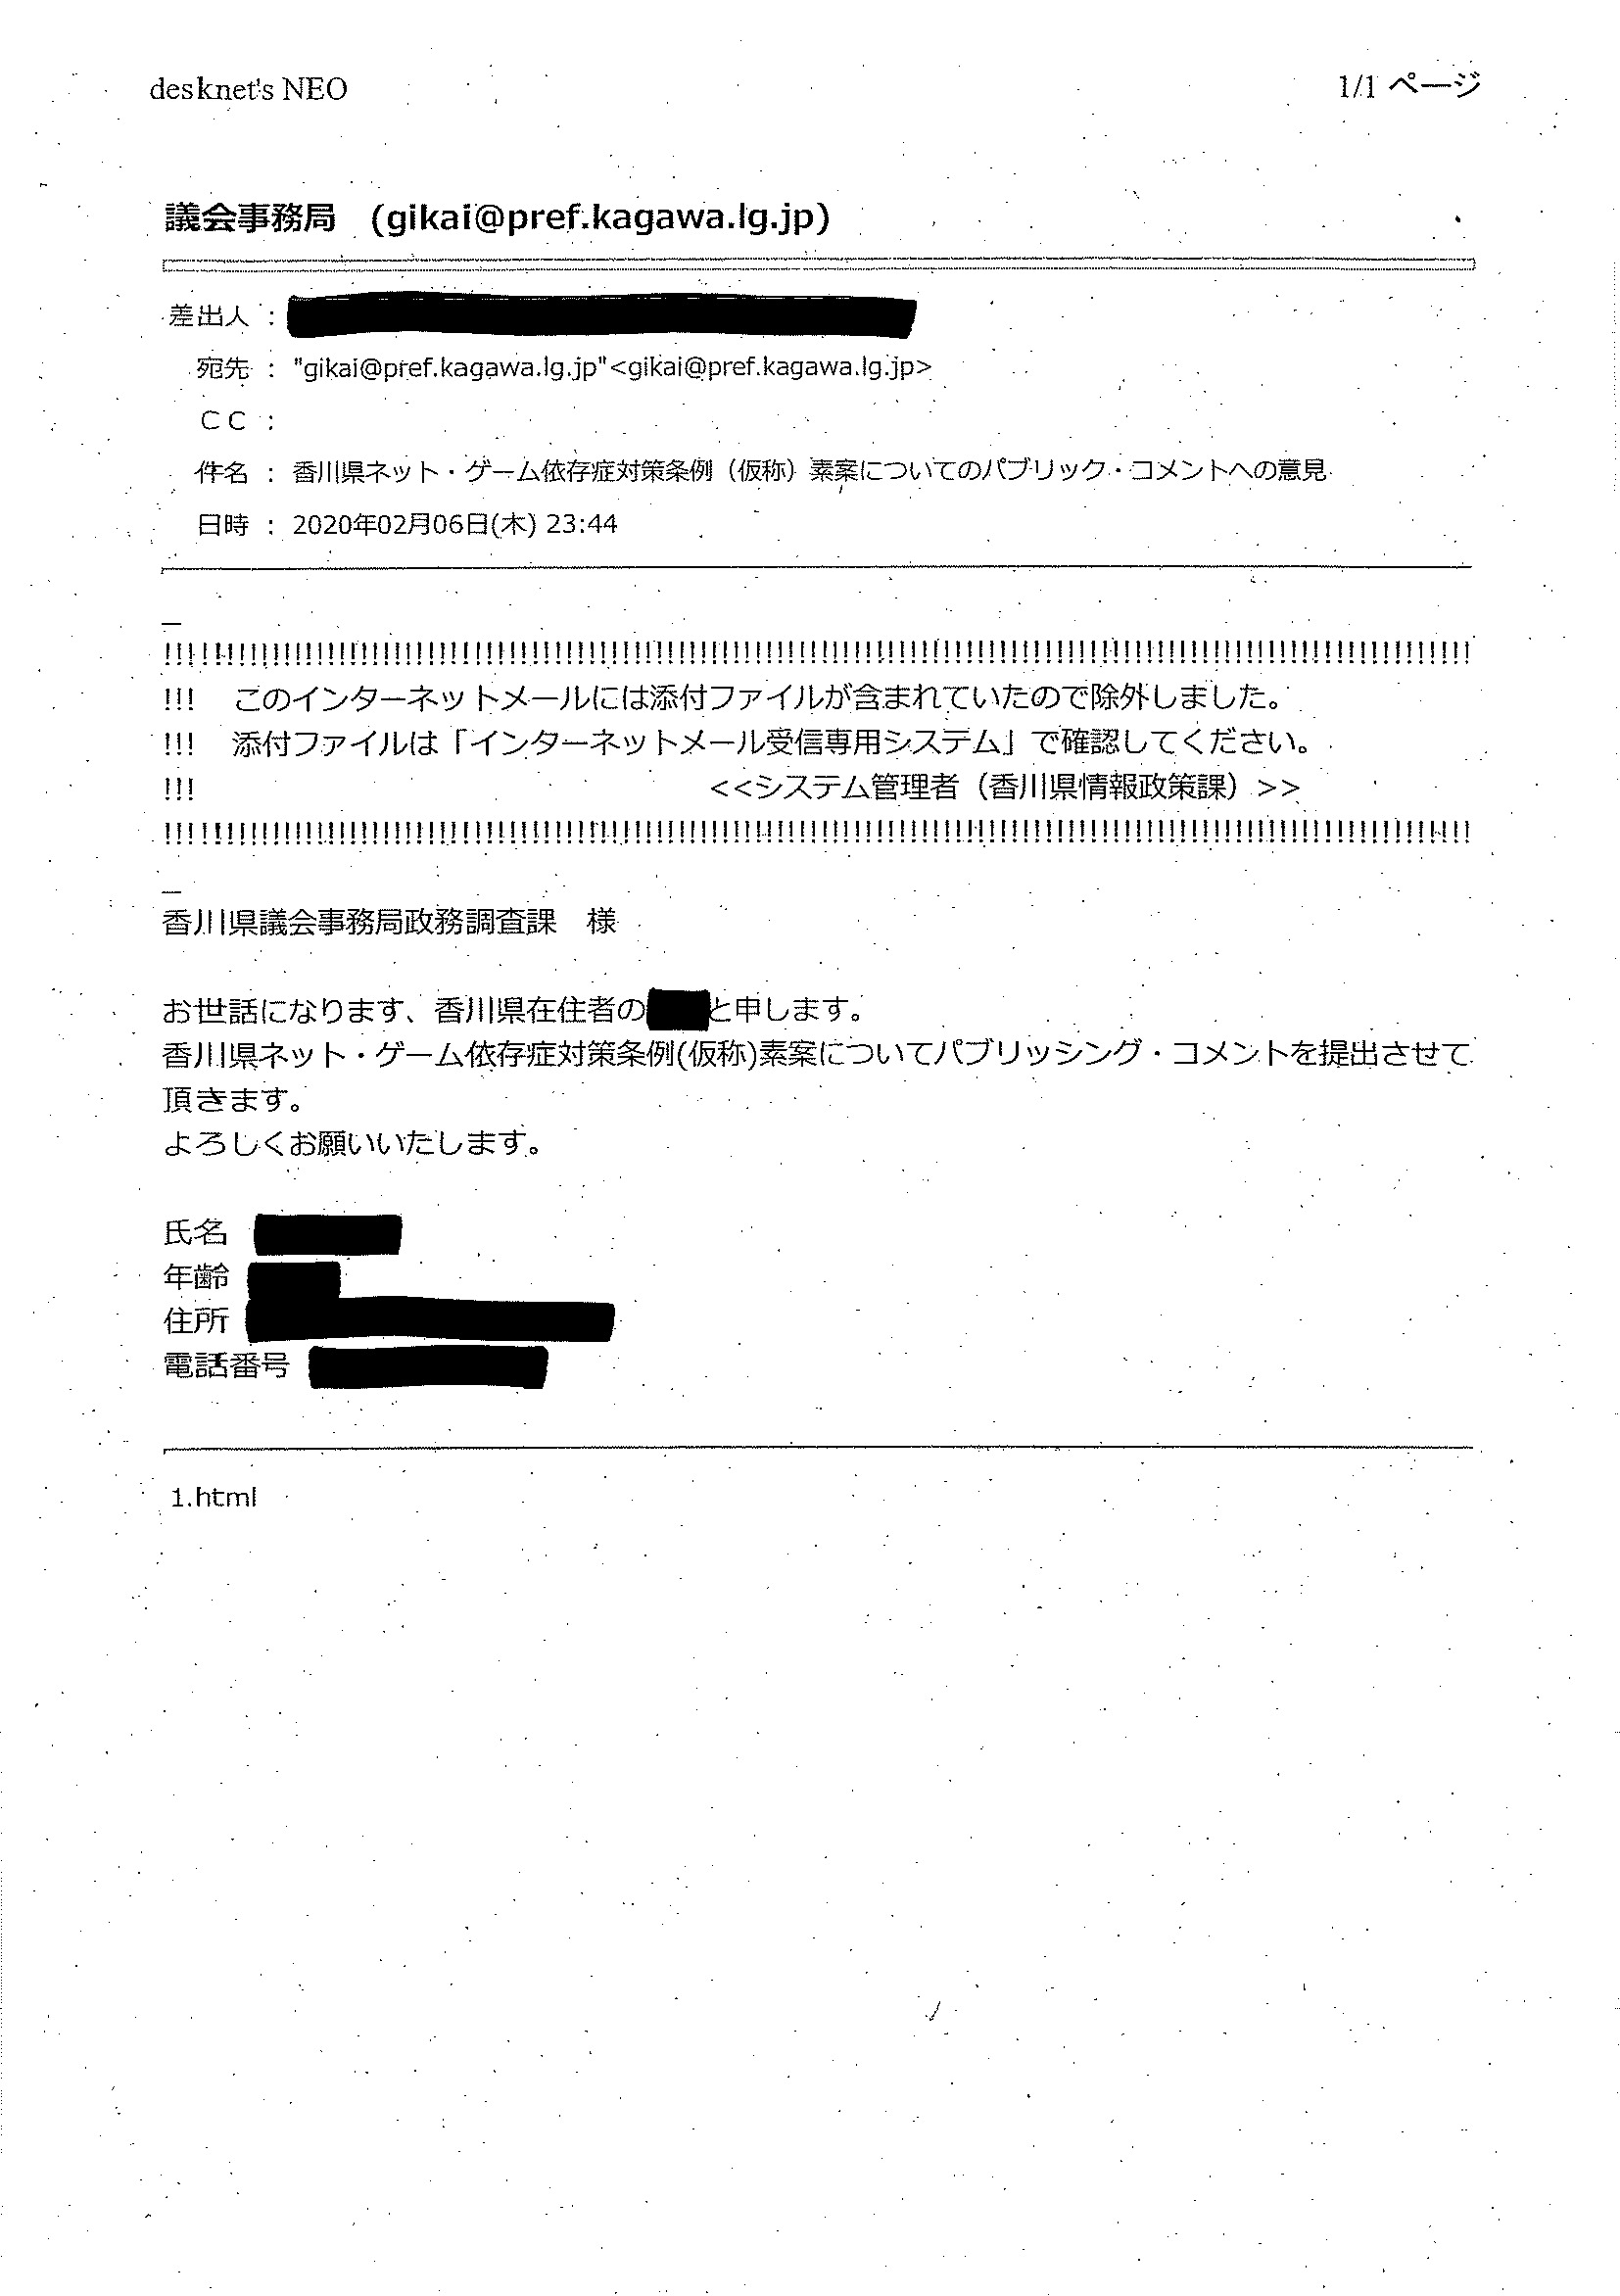 desknet's NEO
1/1 ページ
議会事務局 (gikai@pref.kagawa.lg.jp)
差出人 :
宛先 : "gikai@pref.kagawa.lg.jp"<gikai@pref.kagawa.lg.jp>
ＣＣ :
件名 : 香川県ネット・ゲーム依存症対策条例（仮称）素案についてのパブリック・コメントへの意見
日時 : 2020年02月06日(木) 23:44
_
!!!!!!!!!!!!!!!!!!!!!!!!!!!!!!!!!!!!!!!!!!!!!!!!!!!!!!!!!!!!!!!!!!!!!!!!!!!!!!!!!!!!!!!!!!!!!!!!!!!!!!!!!!!!!!!!!!!!
!!! このインターネットメールには添付ファイルが含まれていたので除外しました。
!!! 添付ファイルは「インターネットメール受信専用システム」で確認してください。
!!! <<システム管理者（香川県情報政策課）>>
!!!!!!!!!!!!!!!!!!!!!!!!!!!!!!!!!!!!!!!!!!!!!!!!!!!!!!!!!!!!!!!!!!!!!!!!!!!!!!!!!!!!!!!!!!!!!!!!!!!!!!!!!!!!!!!!!!!!
_
香川県議会事務局政務調査課 様
お世話になります、香川県在住者の と申します。
香川県ネット・ゲーム依存症対策条例(仮称)素案についてパブリッシング・コメントを提出させて
頂きます。
よろしくお願いいたします。
氏名
年齢
住所
電話番号
1.html